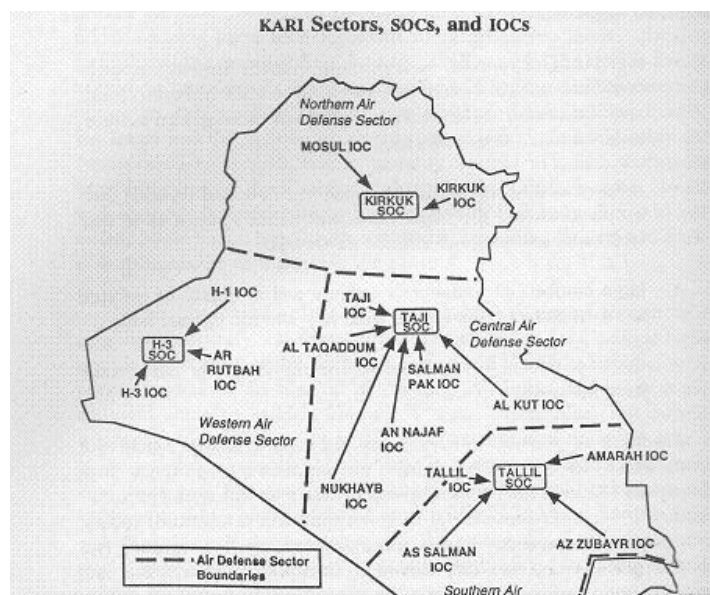 KARI Sectors, SOCs, and IOCs
Northern Air
Defense Sector
MOSUL IOC
KIRKUK
SOC
KIRKUK
IOC
H-1 IOC
H-3
SOC
AR
RUTBAH
IOC
H-3 IOC
Western Air
Defense Sector
TAJI
IOC
TAJI
SOC
Central Air
Defense Sector
AL TAQADDUM
IOC
SALMAN
PAK IOC
AL KUT IOC
AN NAJAF
IOC
NUKHAYB
IOC
AMARAH IOC
TALLIL
IOC
TALLIL
SOC
AS SALMAN
IOC
AZ ZUBAYR IOC
Air Defense Sector
Boundaries
Southern Air